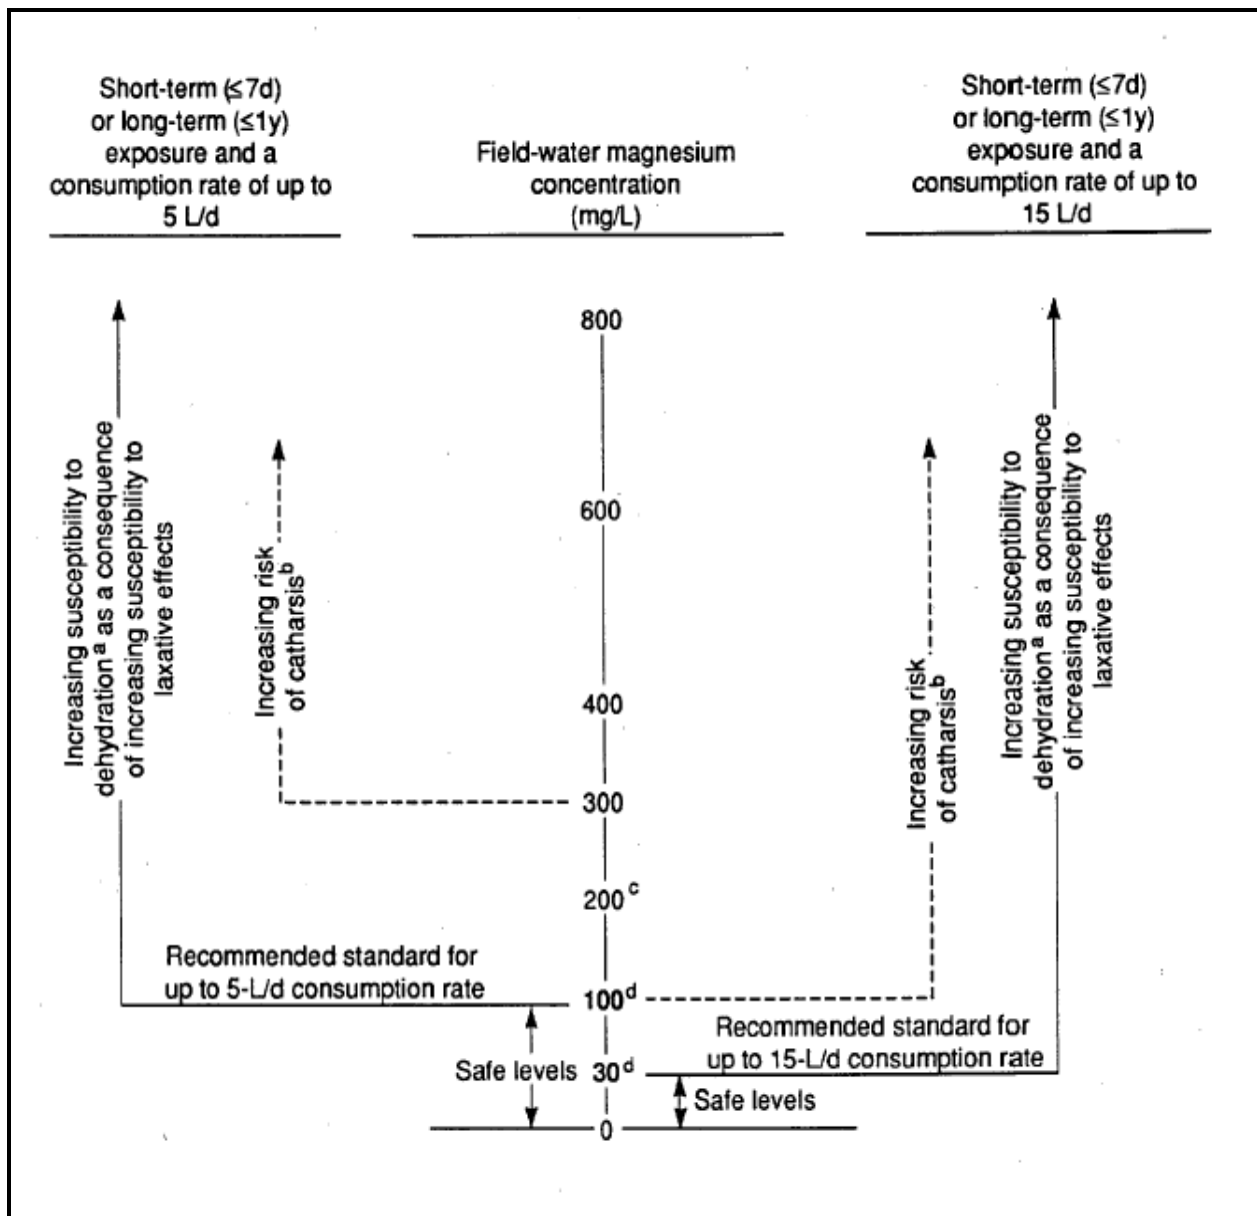 Short-term (≤7d)
or long-term (≤1y)
exposure and a
consumption rate of up to
5 L/d
Field-water magnesium
concentration
(mg/L)
Short-term (≤7d)
or long-term (≤1y)
exposure and a
consumption rate of up to
15 L/d
Increasing susceptibility to
dehydrationᵃ as a consequence
of increasing susceptibility to
laxative effects
Increasing risk
of catharsisᵇ
800
600
400
300
200ᶜ
100ᵈ
30ᵈ
0
Increasing risk
of catharsisᵇ
Increasing susceptibility to
dehydrationᵃ as a consequence
of increasing susceptibility to
laxative effects
Recommended standard for
up to 5-L/d consumption rate
Safe levels
Recommended standard for
up to 15-L/d consumption rate
Safe levels